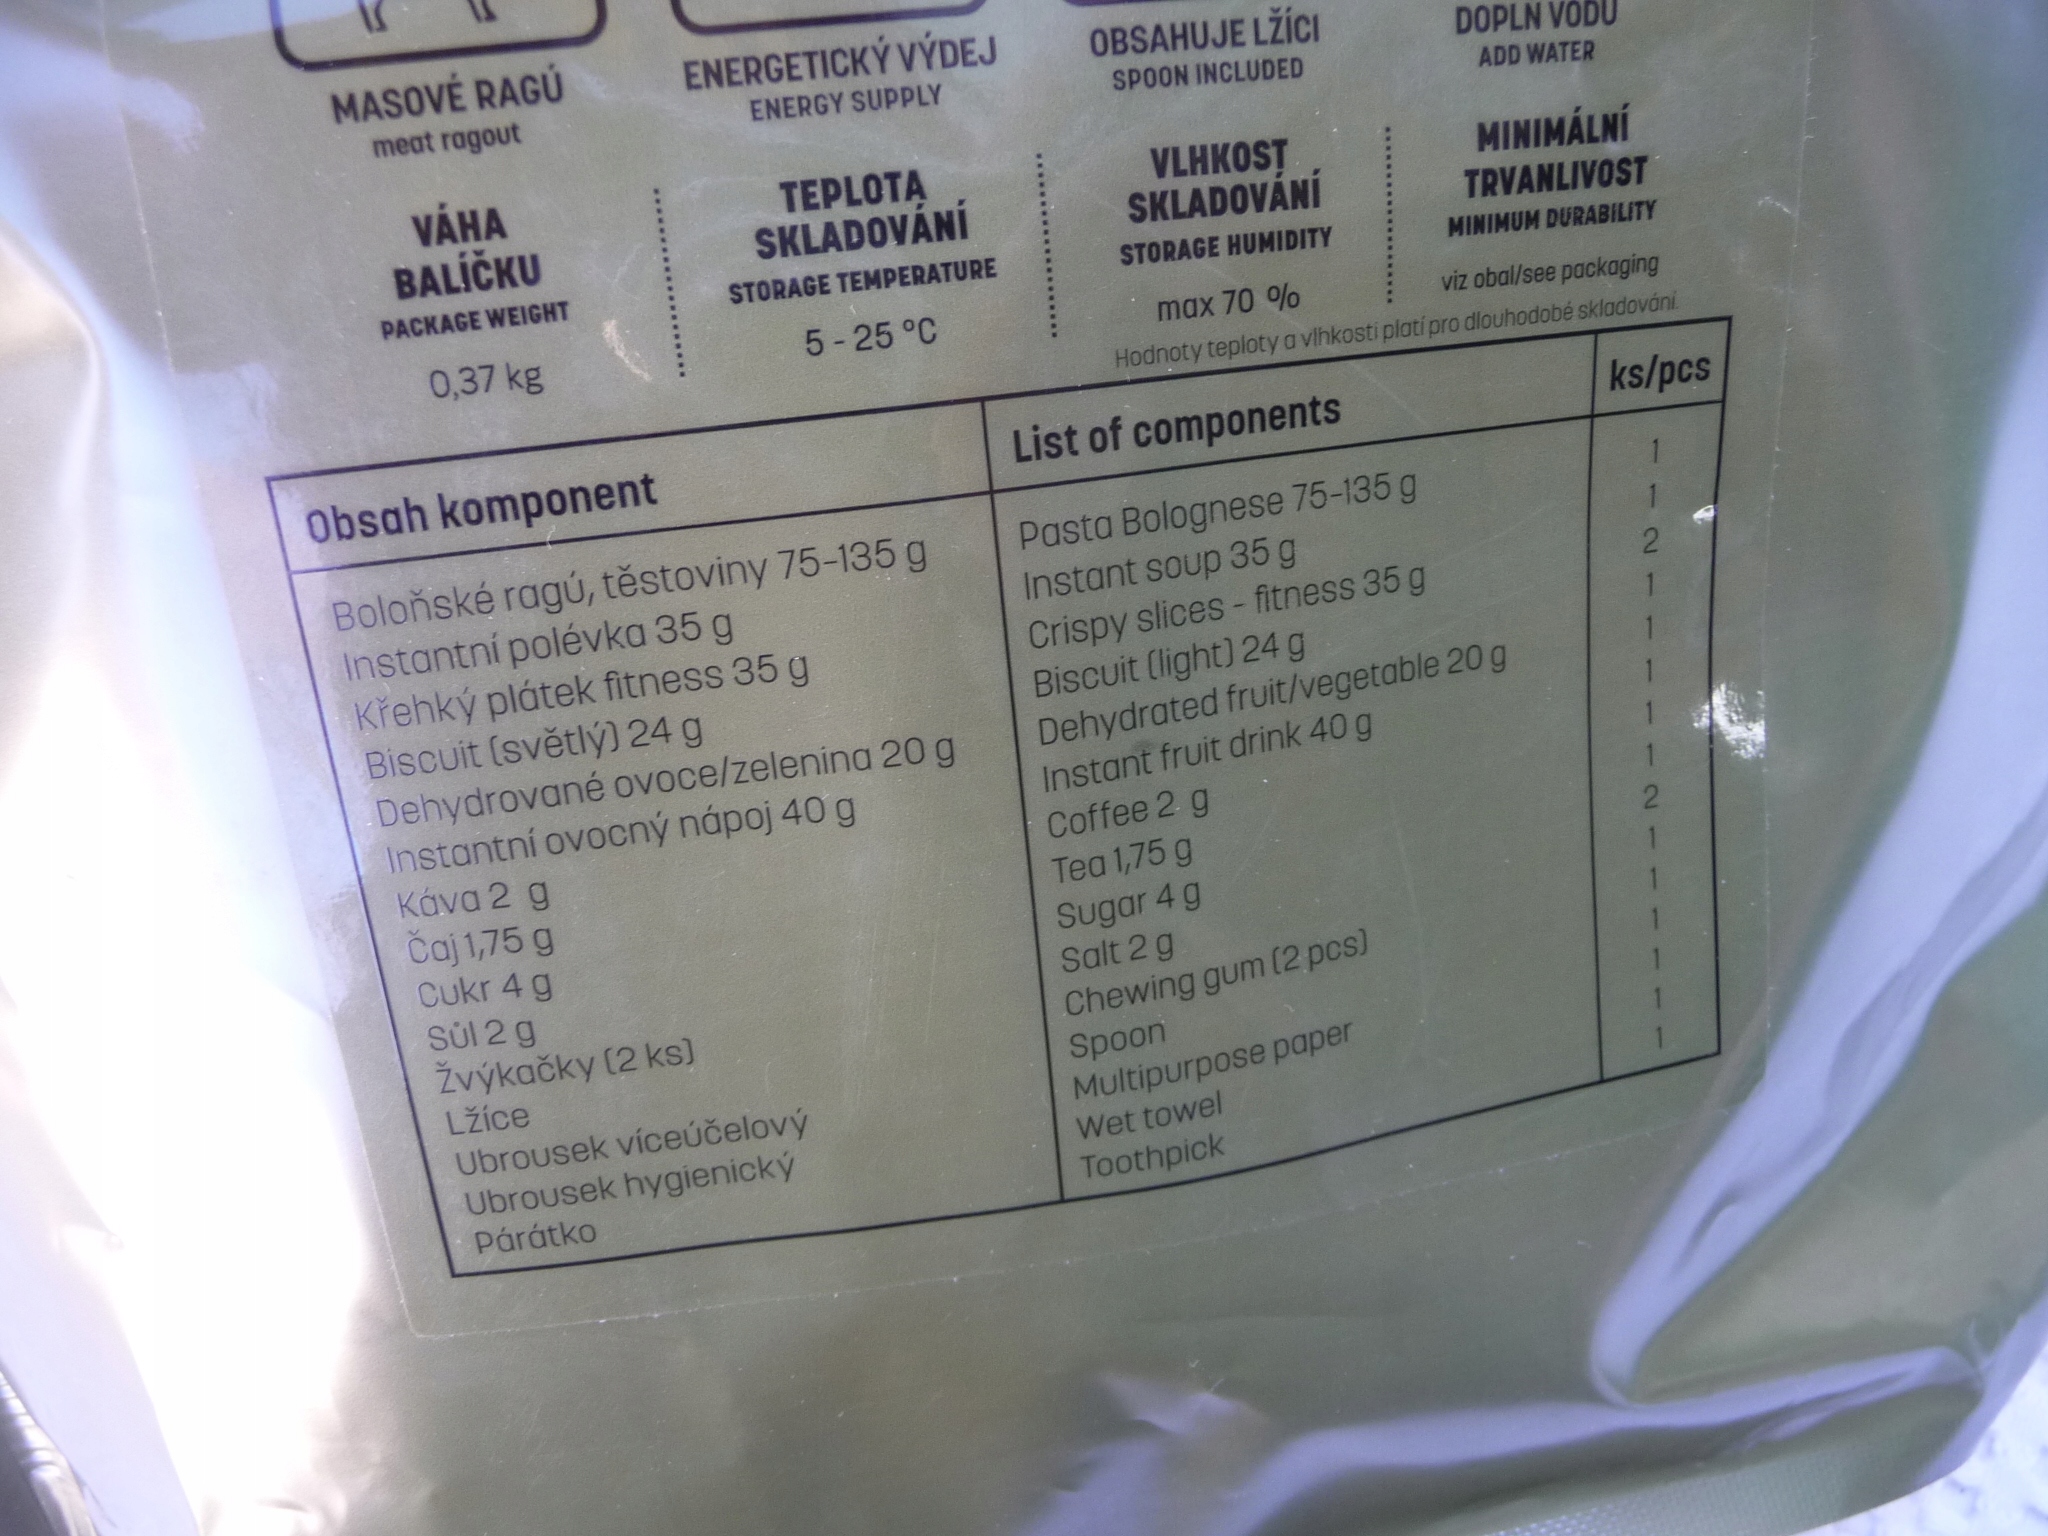 MASOVÉ RAGÚ
meat ragout
ENERGETICKÝ VÝDEJ
ENERGY SUPPLY
OBSAHUJE LŽÍCI
SPOON INCLUDED
DOPLN VODU
ADD WATER
VÁHA
BALÍČKU
PACKAGE WEIGHT
0,37 kg
TEPLOTA
SKLADOVÁNÍ
STORAGE TEMPERATURE
5 - 25 °C
VLHKOST
SKLADOVÁNÍ
STORAGE HUMIDITY
max 70 %
MINIMÁLNÍ
TRVANLIVOST
MINIMUM DURABILITY
viz obal/see packaging
Hodnoty teploty a vlhkosti platí pro dlouhodobé skladování.
Obsah komponent List of components ks/pcs
Boloňské ragú, těstoviny 75-135 g Pasta Bolognese 75-135 g 1
Instantní polévka 35 g Instant soup 35 g 1
Křehký plátek fitness 35 g Crispy slices - fitness 35 g 2
Biscuit (světlý) 24 g Biscuit (light) 24 g 1
Dehydrované ovoce/zelenina 20 g Dehydrated fruit/vegetable 20 g 1
Instantní ovocný nápoj 40 g Instant fruit drink 40 g 1
Káva 2 g Coffee 2 g 1
Čaj 1,75 g Tea 1,75 g 1
Cukr 4 g Sugar 4 g 2
Sůl 2 g Salt 2 g 1
Žvýkačky (2 ks) Chewing gum (2 pcs) 1
Lžíce Spoon 1
Ubrousek víceúčelový Multipurpose paper 1
Ubrousek hygienický Wet towel 1
Párátko Toothpick 1